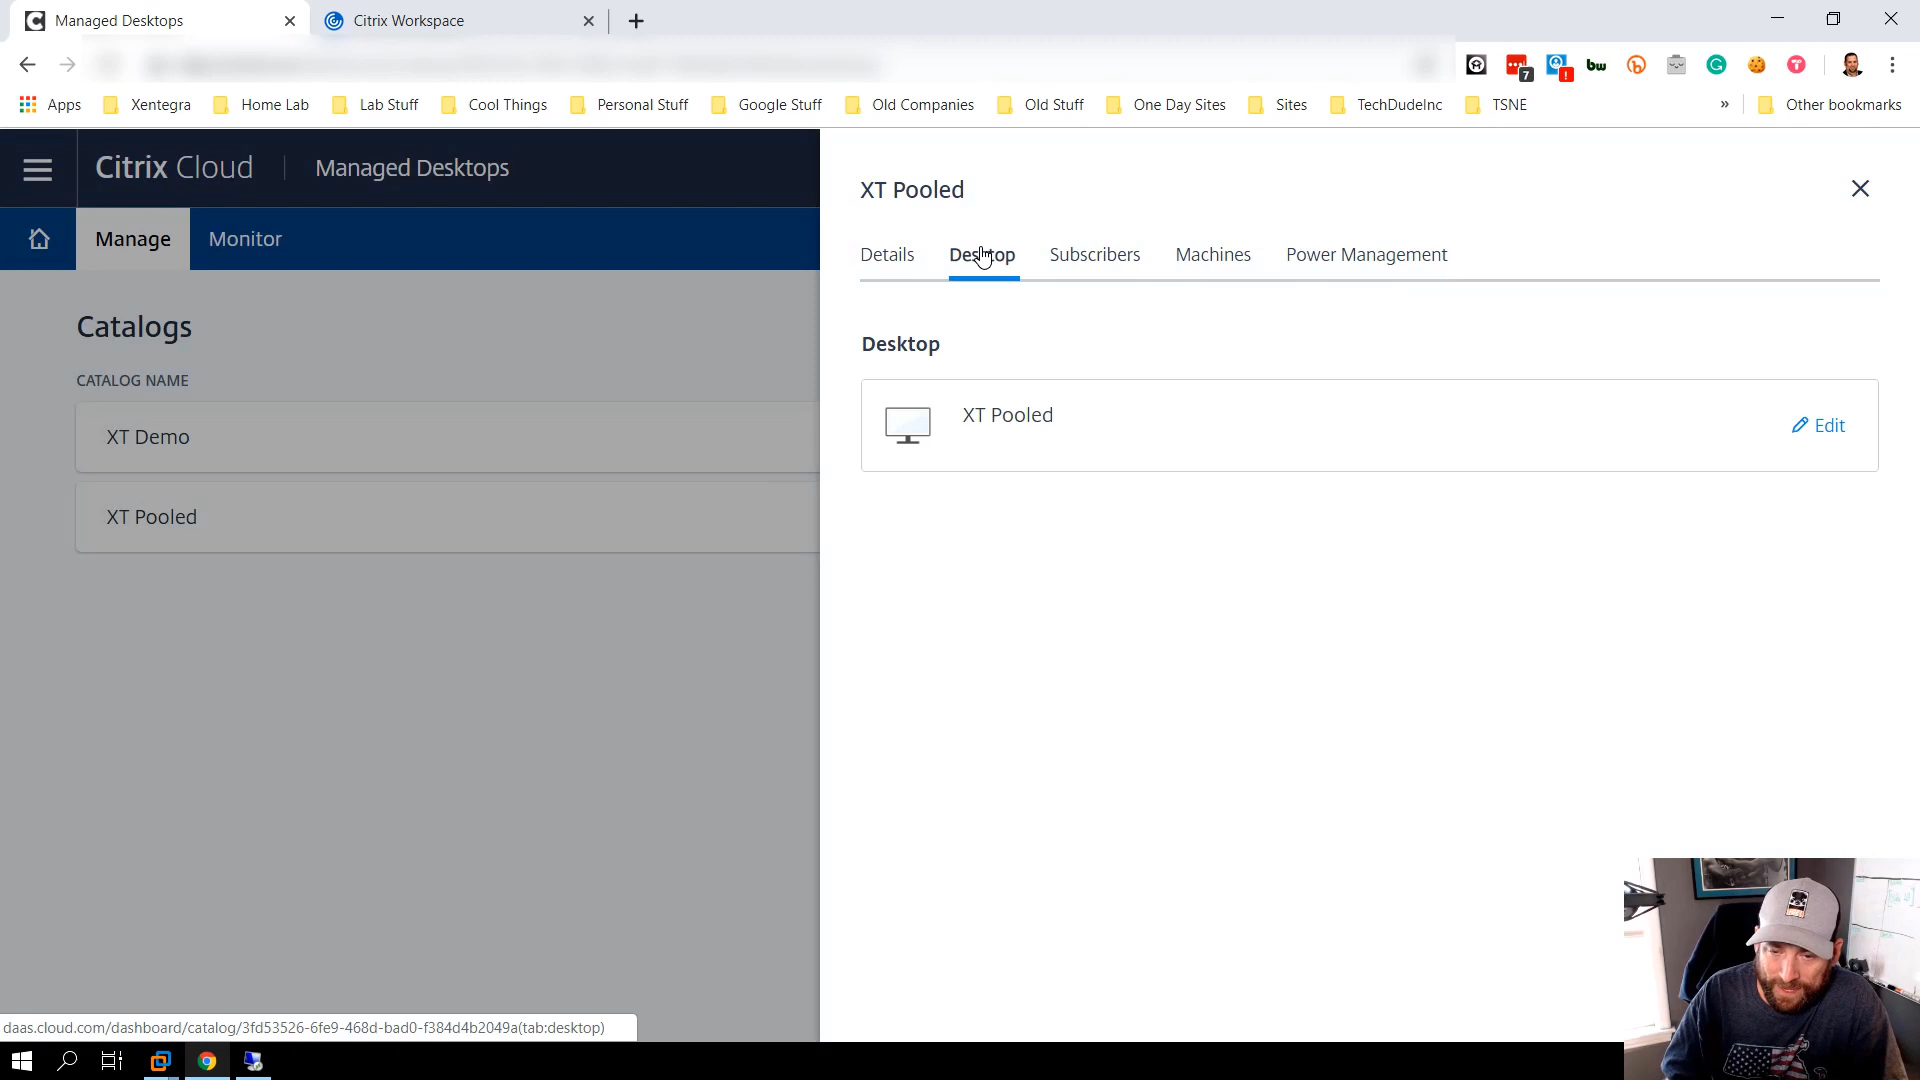 Managed Desktops
Citrix Workspace
7
!
bw
Apps
Xentegra
Home Lab
Lab Stuff
Cool Things
Personal Stuff
Google Stuff
Old Companies
Old Stuff
One Day Sites
Sites
TechDudeInc
TSNE
»
Other bookmarks
Citrix Cloud
Managed Desktops
XT Pooled
Manage
Monitor
Details
Desktop
Subscribers
Machines
Power Management
Catalogs
Desktop
CATALOG NAME
XT Demo
XT Pooled
Edit
XT Pooled
daas.cloud.com/dashboard/catalog/3fd53526-6fe9-468d-bad0-f384d4b2049a(tab:desktop)